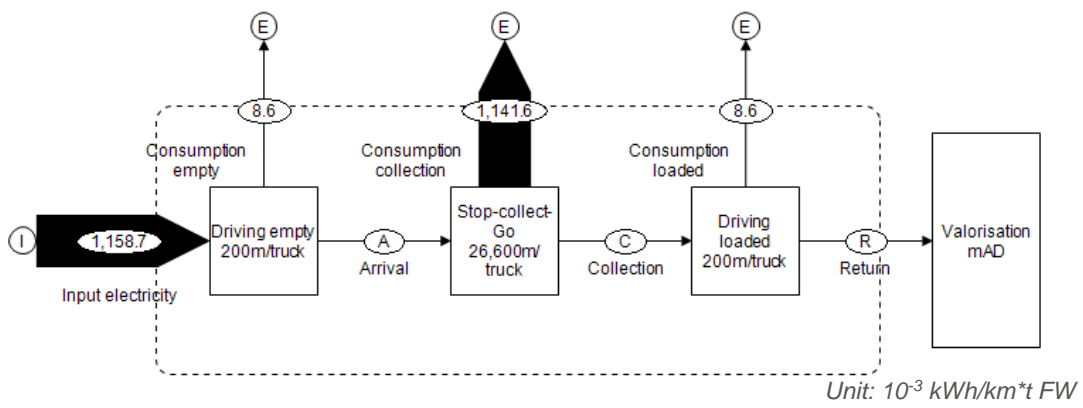 E
E
E
8.6
1,141.6
8.6
Consumption
empty
Consumption
collection
Consumption
loaded
I
1,158.7
Input electricity
Driving empty
200m/truck
A
Arrival
Stop-collect-
Go
26,600m/
truck
C
Collection
Driving
loaded
200m/truck
R
Return
Valorisation
mAD
Unit: 10⁻³ kWh/km*t FW